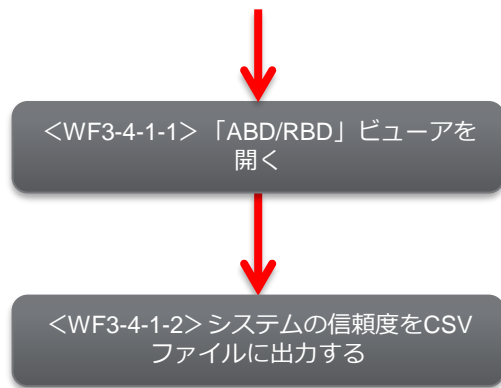 ＜WF3-4-1-1＞「ABD/RBD」ビューアを
開く
＜WF3-4-1-2＞システムの信頼度をCSV
ファイルに出力する